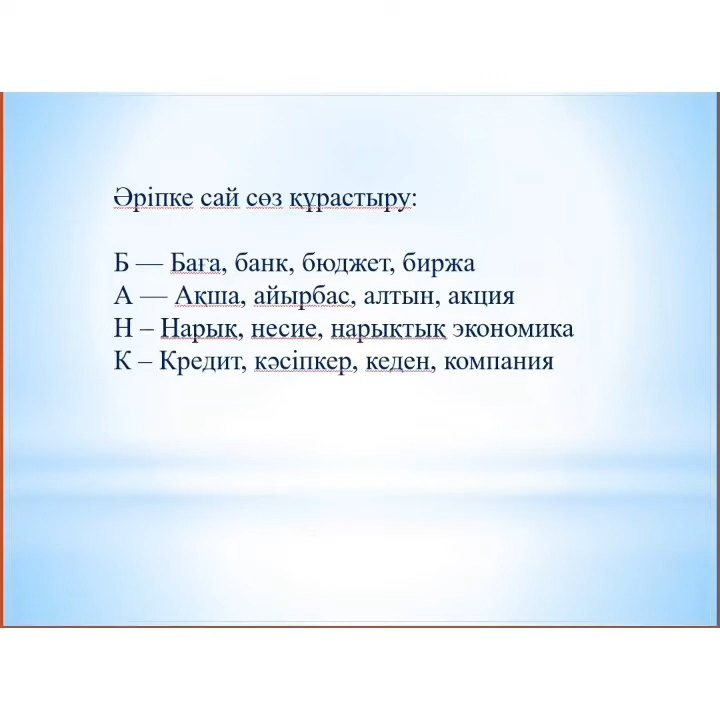 Әріпке сай сөз құрастыру:
Б — Баға, банк, бюджет, биржа
А — Ақша, айырбас, алтын, акция
Н – Нарық, несие, нарықтық экономика
К – Кредит, кәсіпкер, кеден, компания